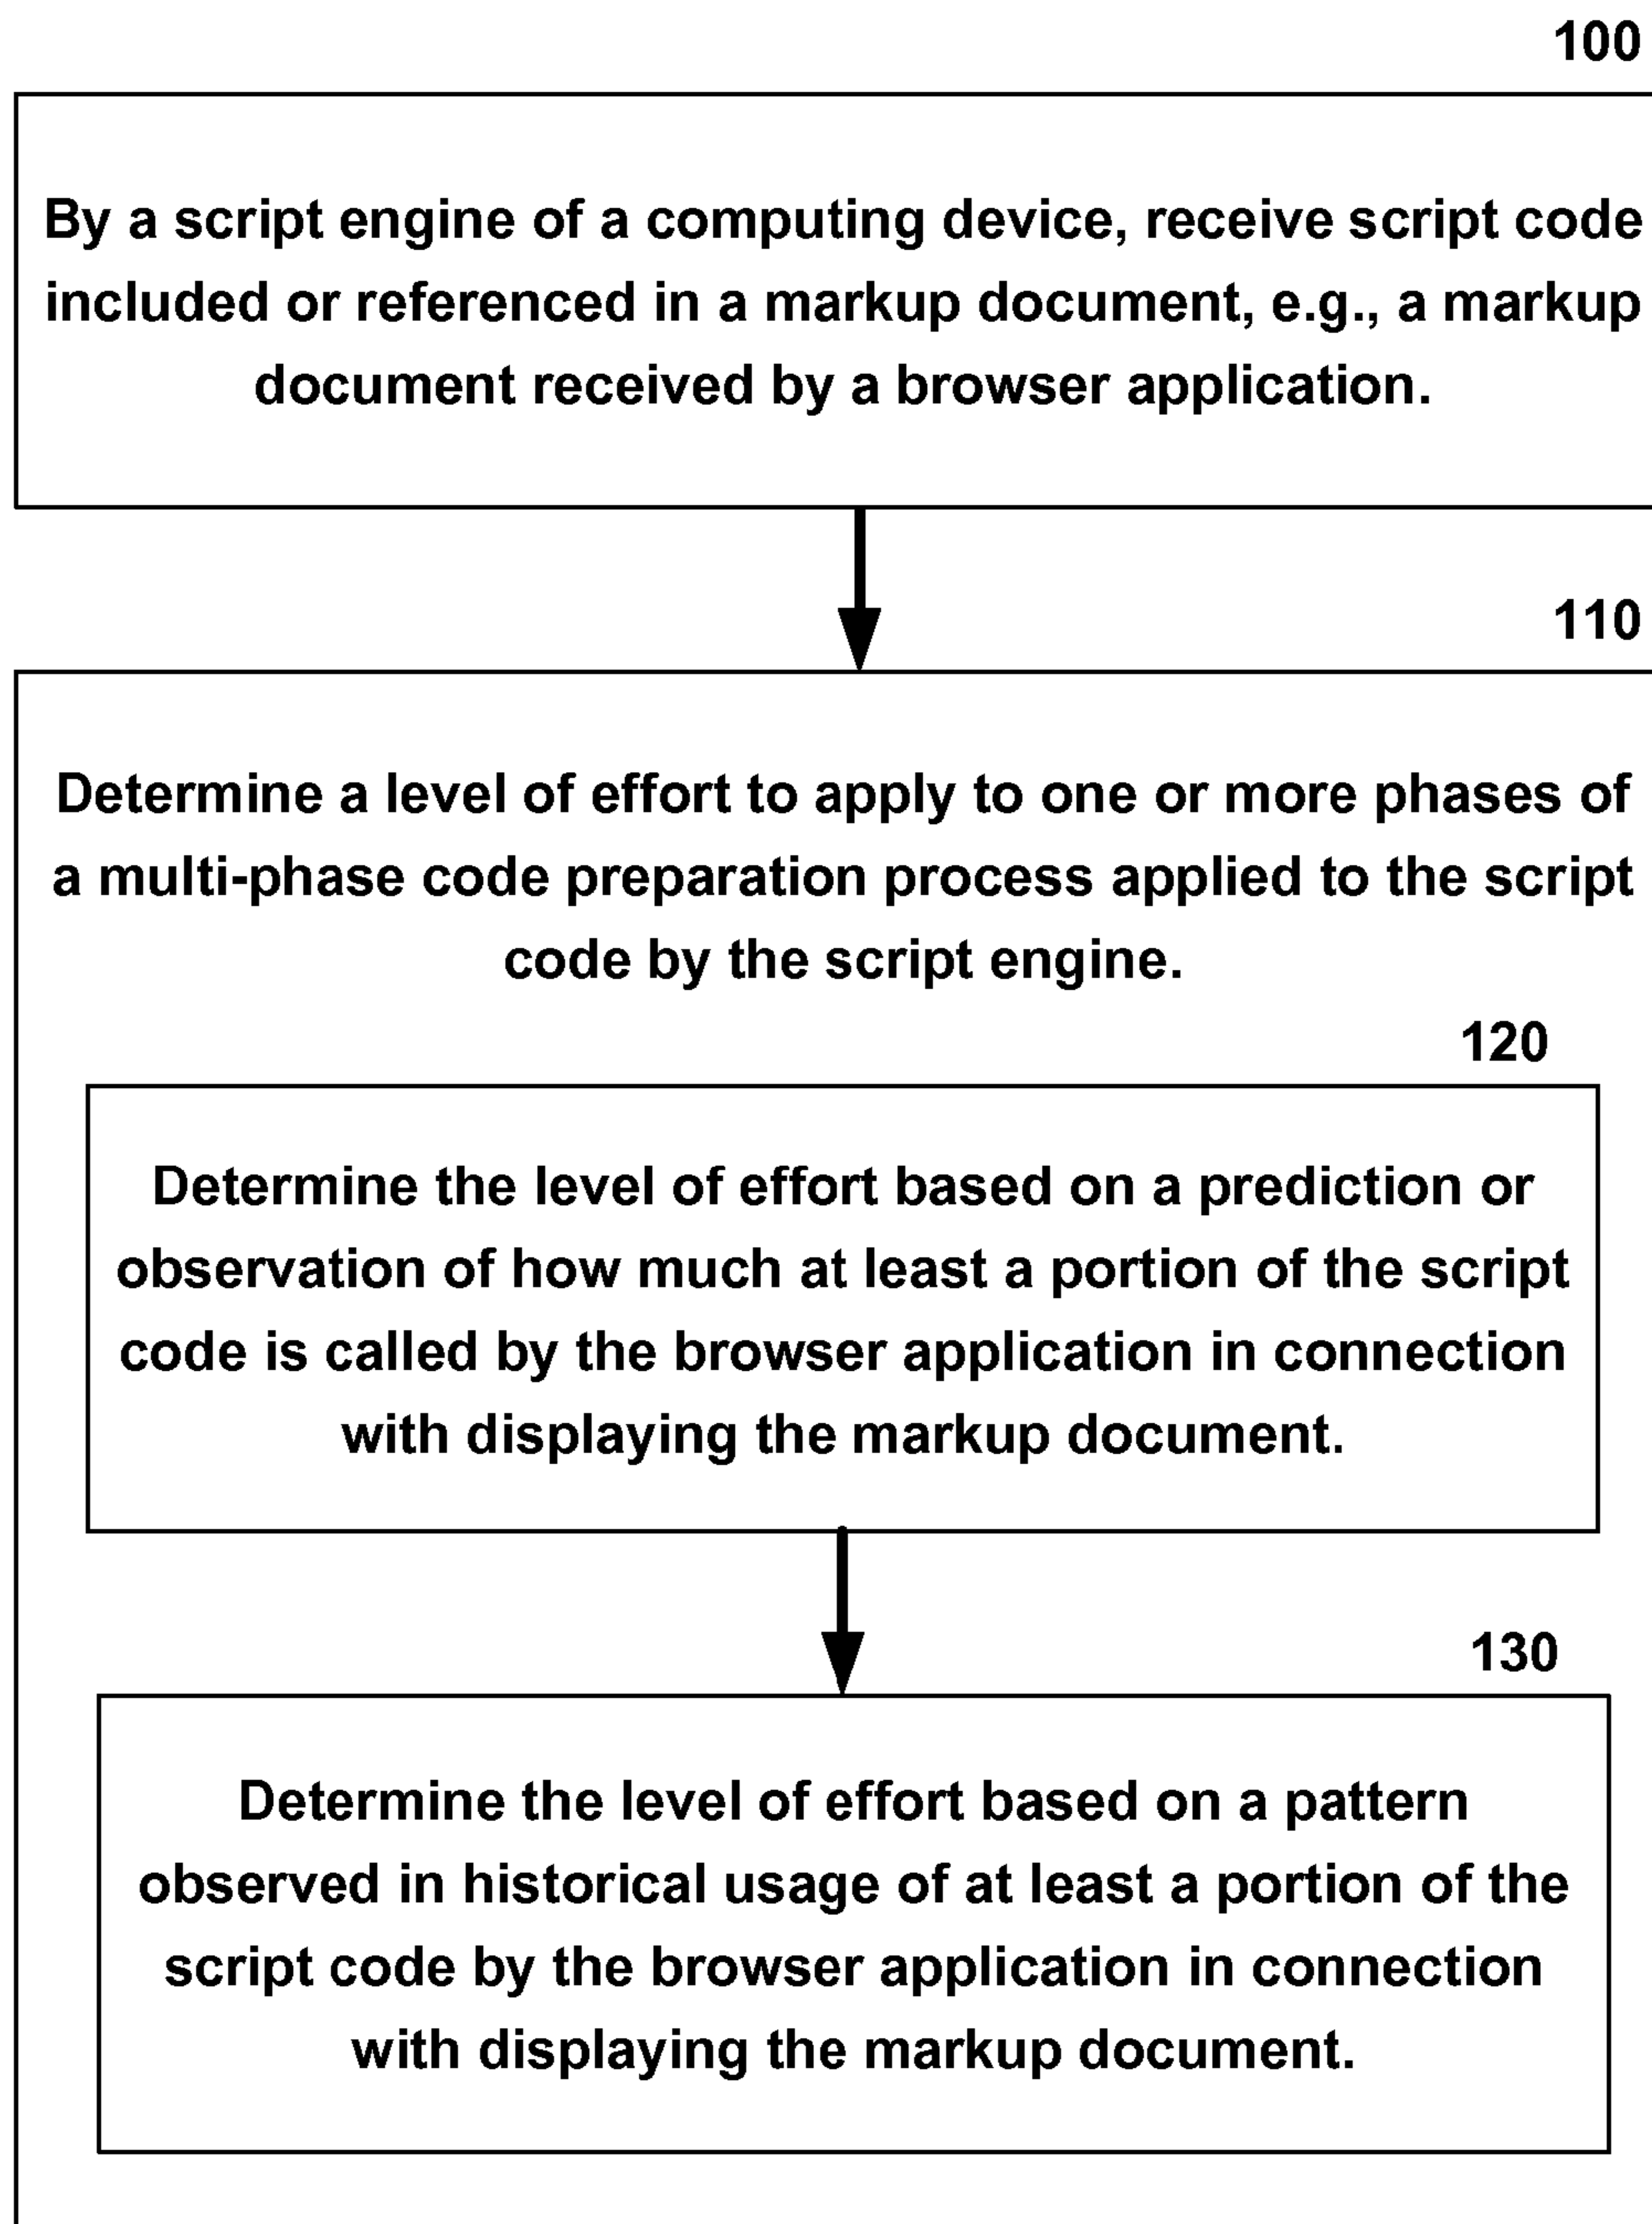 100
By a script engine of a computing device, receive script code
included or referenced in a markup document, e.g., a markup
document received by a browser application.
110
Determine a level of effort to apply to one or more phases of
a multi-phase code preparation process applied to the script
code by the script engine.
120
Determine the level of effort based on a prediction or
observation of how much at least a portion of the script
code is called by the browser application in connection
with displaying the markup document.
130
Determine the level of effort based on a pattern
observed in historical usage of at least a portion of the
script code by the browser application in connection
with displaying the markup document.